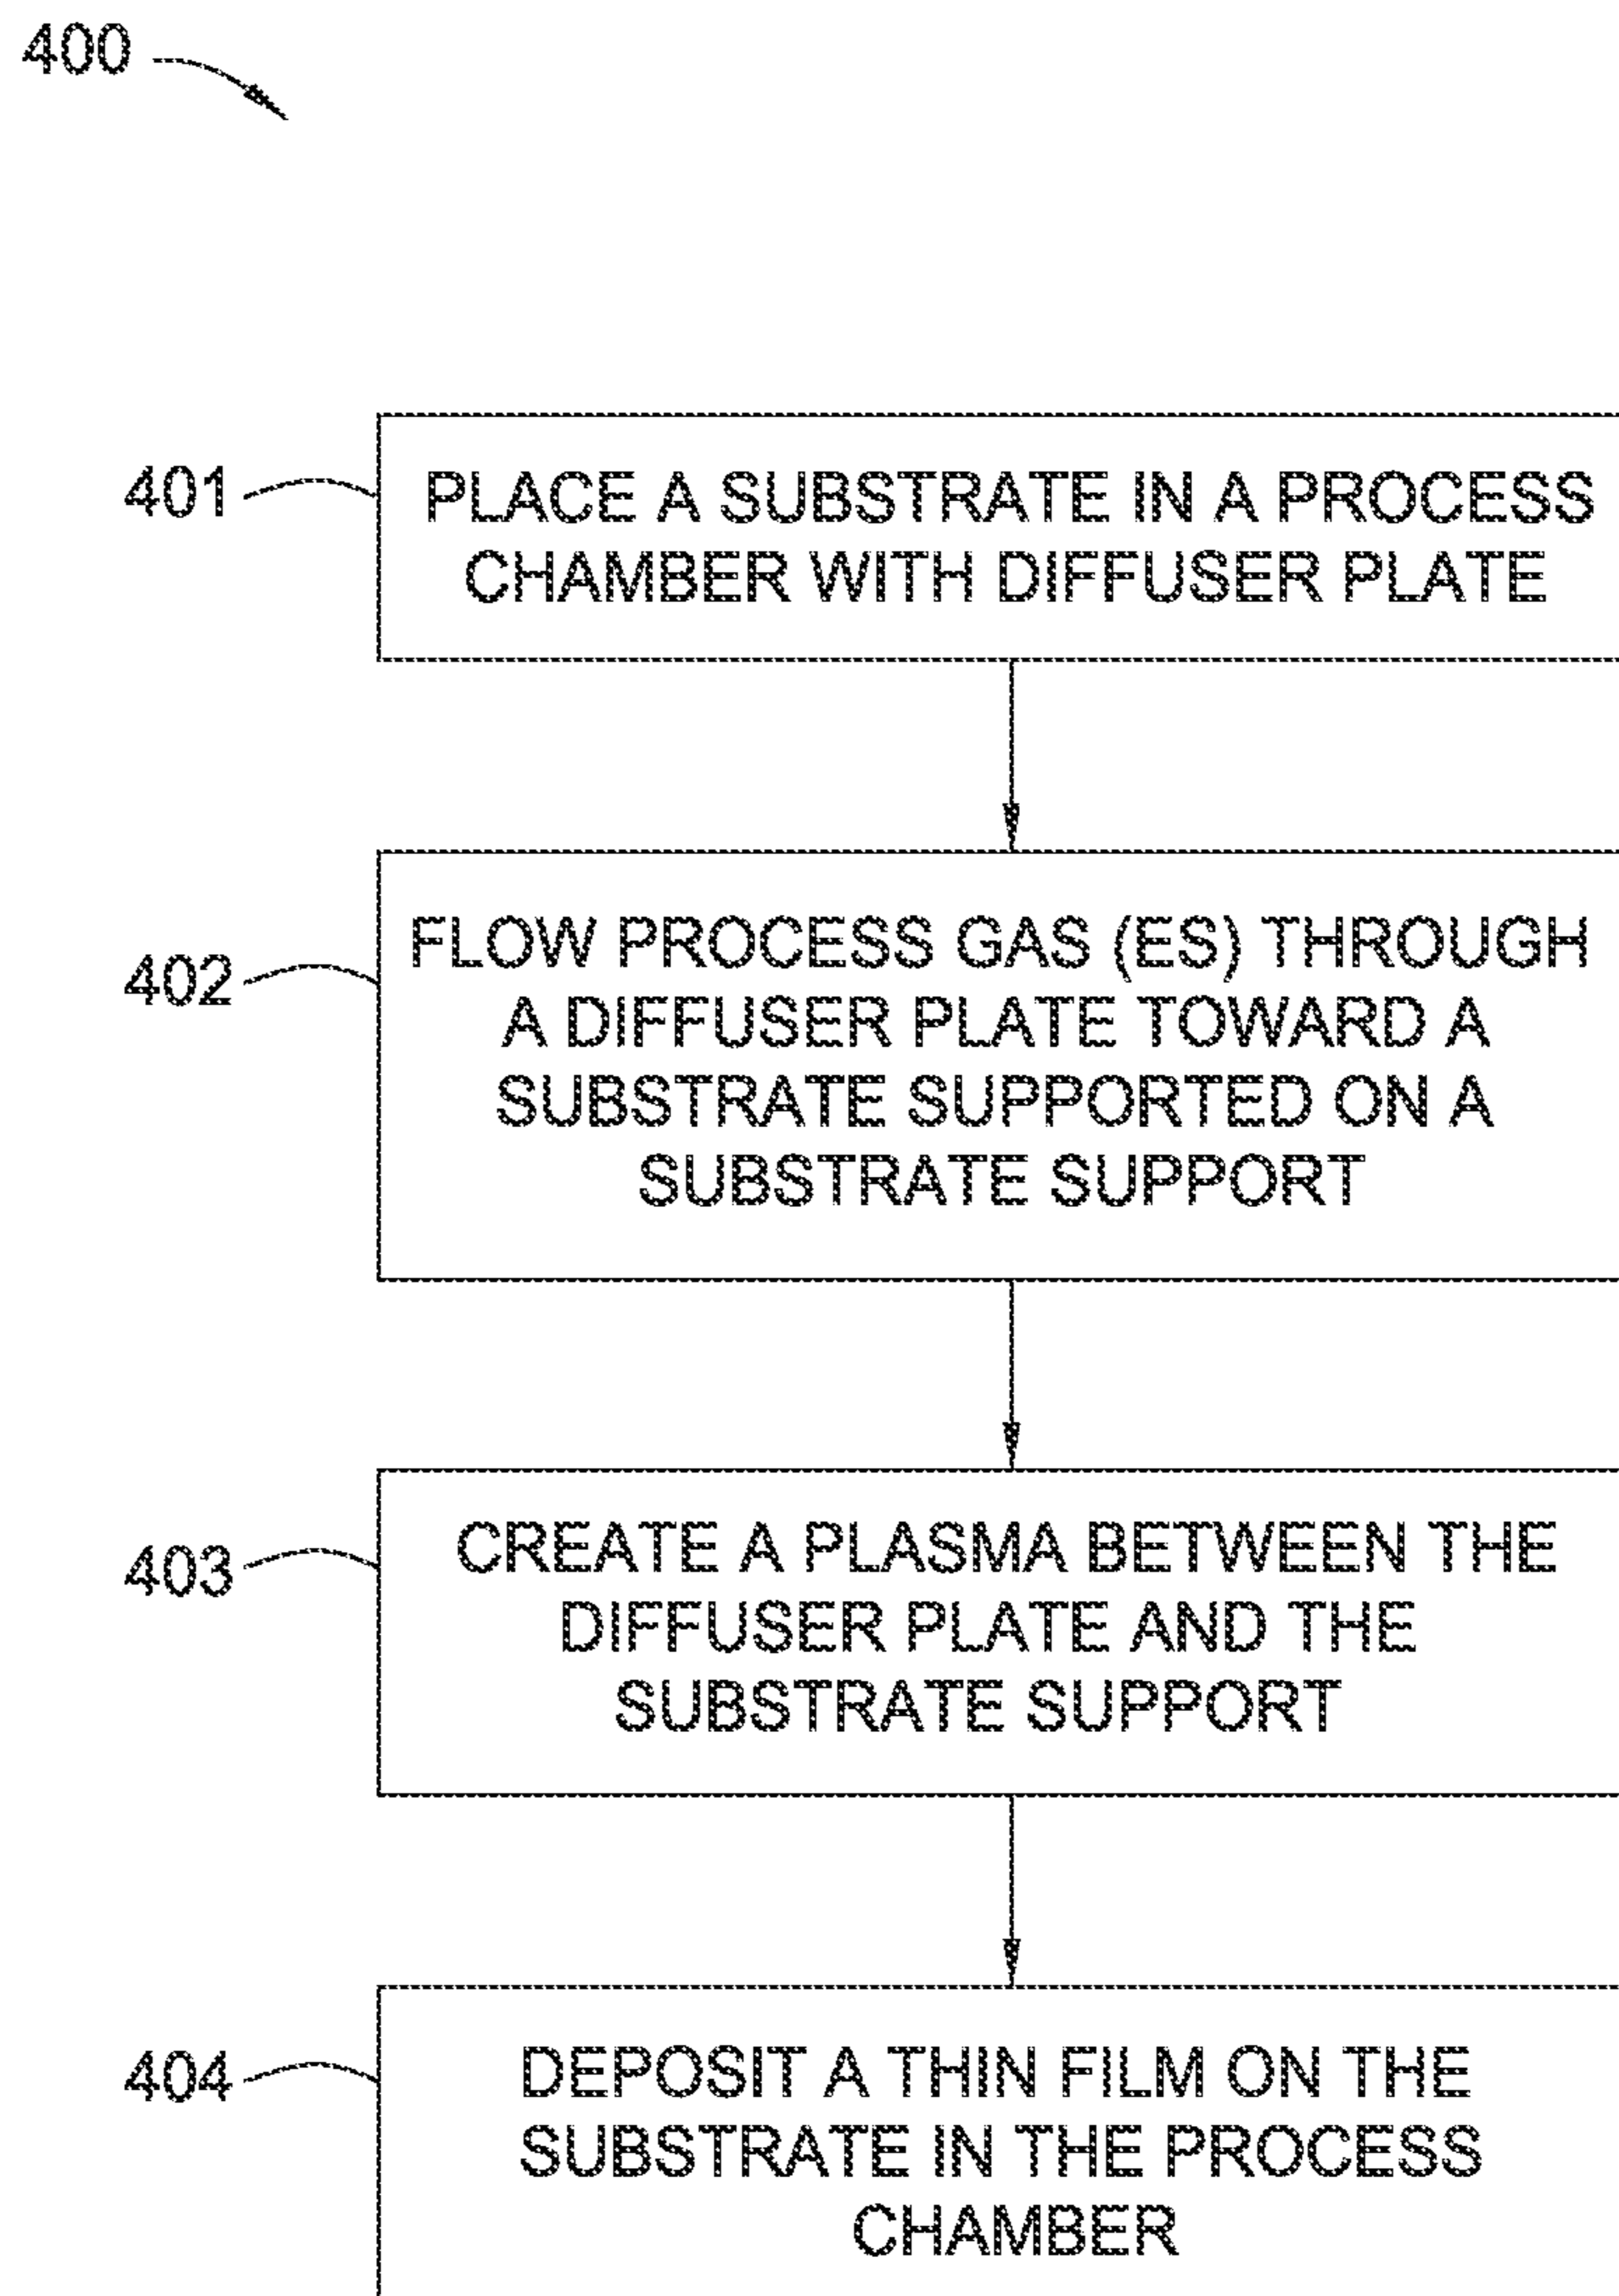 400
401
PLACE A SUBSTRATE IN A PROCESS
CHAMBER WITH DIFFUSER PLATE
402
FLOW PROCESS GAS (ES) THROUGH
A DIFFUSER PLATE TOWARD A
SUBSTRATE SUPPORTED ON A
SUBSTRATE SUPPORT
403
CREATE A PLASMA BETWEEN THE
DIFFUSER PLATE AND THE
SUBSTRATE SUPPORT
404
DEPOSIT A THIN FILM ON THE
SUBSTRATE IN THE PROCESS
CHAMBER